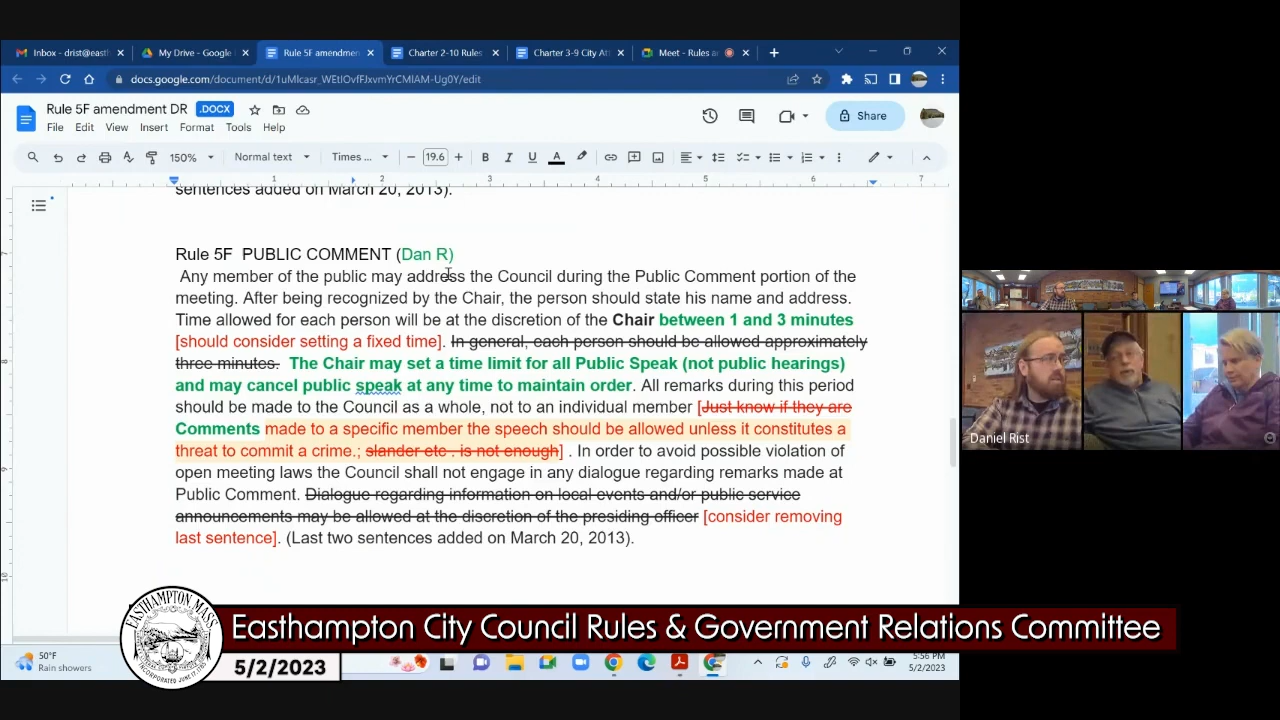 Inbox - drist@east
My Drive - Google
Rule 5F amendmen
Charter 2-10 Rules
Charter 3-9 City At
Meet - Rules a
docs.google.com/document/d/1uMlcasr_WEtIOvfFJxvmYrCMlAM-Ug0Y/edit
Rule 5F amendment DR .DOCX
Share
File Edit View Insert Format Tools Help
150% Normal text Times ... 19.6 B I U A
1 2 3 4 5 6 7
sentences added on March 20, 2013).
Rule 5F PUBLIC COMMENT (Dan R)
Any member of the public may address the Council during the Public Comment portion of the
meeting. After being recognized by the Chair, the person should state his name and address.
Time allowed for each person will be at the discretion of the Chair between 1 and 3 minutes
[should consider setting a fixed time]. In general, each person should be allowed approximately
three minutes. The Chair may set a time limit for all Public Speak (not public hearings)
and may cancel public speak at any time to maintain order. All remarks during this period
should be made to the Council as a whole, not to an individual member [Just know if they are
Comments made to a specific member the speech should be allowed unless it constitutes a
threat to commit a crime.; slander etc . is not enough] . In order to avoid possible violation of
open meeting laws the Council shall not engage in any dialogue regarding remarks made at
Public Comment. Dialogue regarding information on local events and/or public service
announcements may be allowed at the discretion of the presiding officer [consider removing
last sentence]. (Last two sentences added on March 20, 2013).
Daniel Rist
EASTHAMPTON MASS
Easthampton City Council Rules & Government Relations Committee
5/2/2023
50°F
Rain showers
5:56 PM
5/2/2023